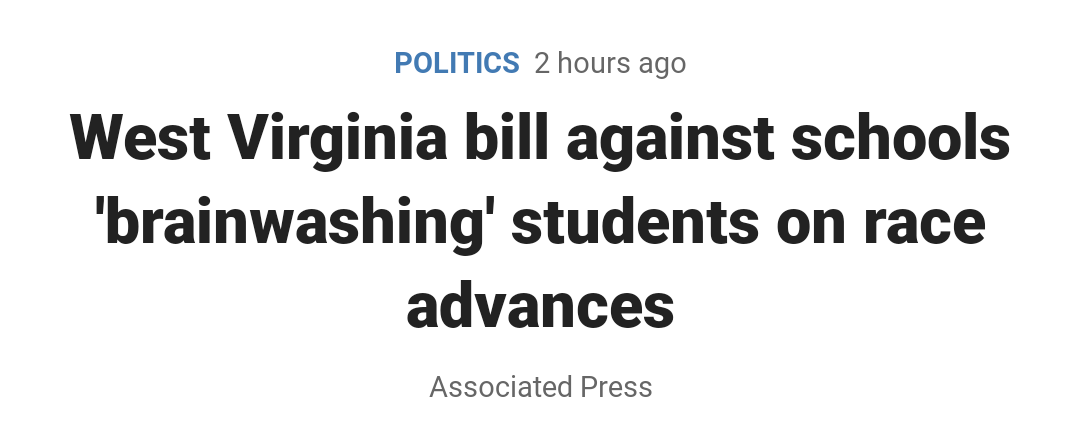 POLITICS 2 hours ago
West Virginia bill against schools
'brainwashing' students on race
advances
Associated Press